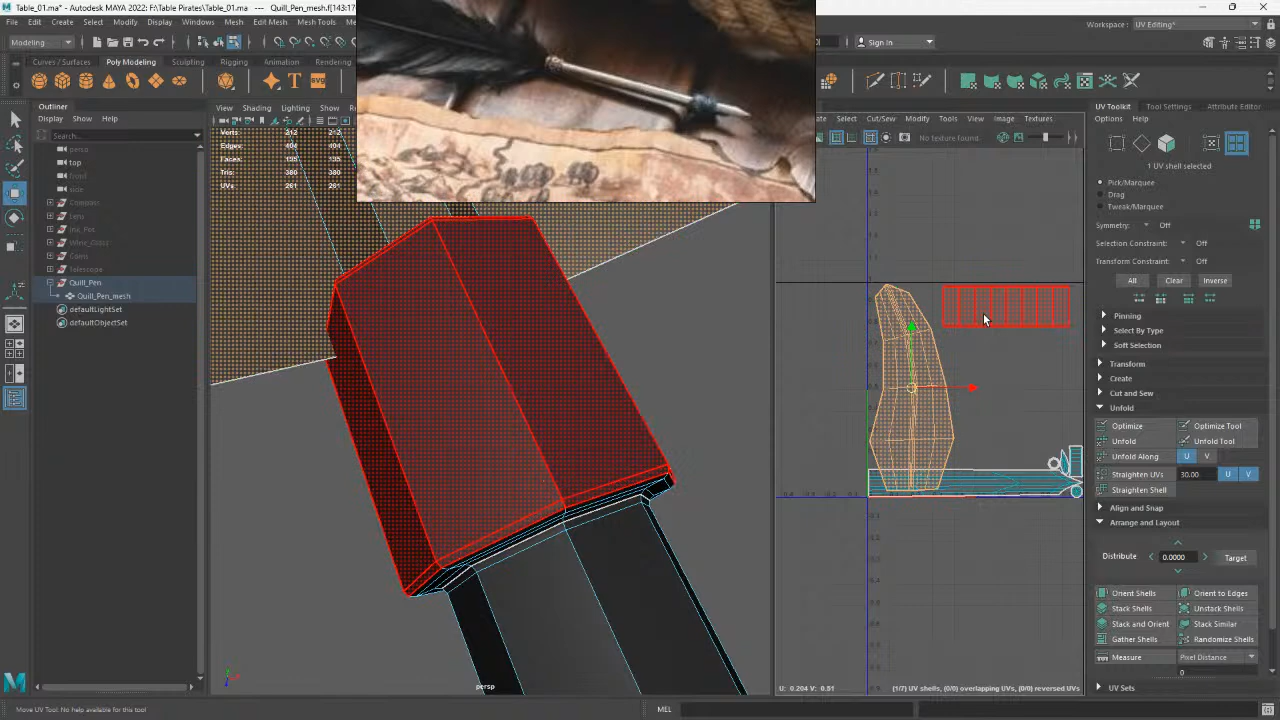 Table_01.ma* - Autodesk MAYA 2022: D:\Table Pirates\Table_01.ma --- Quill_Pen_mesh.f[143:17
Workspace: UV Editing*
File Edit Create Select Modify Display Windows Mesh Edit Mesh Mesh Tools
Modeling
Sign In
Curves / Surfaces Poly Modeling Sculpting Rigging Animation
Outliner
Display Show Help
Search...
persp
top
front
side
Compass
Lens
Ink_Pot
Wine_Glass
Coins
Telescope
Quill_Pen
Quill_Pen_mesh
defaultLightSet
defaultObjectSet
View Shading Lighting Show
Verts: 212 212
Edges: 404 404
Faces: 195 195
Tris: 380 380
UVs: 261 261
persp
Select Cut/Sew Modify Tools View Image Textures
No texture found
U: 0.204 V: 0.51
(1/7) UV shells, (0/0) overlapping UVs, (0/0) reversed UVs
UV Toolkit Tool Settings Attribute Editor
Options Help
1 UV shell selected
Pick/Marquee
Drag
Tweak/Marquee
Symmetry: Off
Selection Constraint: Off
Transform Constraint: Off
All Clear Inverse
Pinning
Select By Type
Soft Selection
Transform
Create
Cut and Sew
Unfold
Optimize Optimize Tool
Unfold Unfold Tool
Unfold Along U V
Straighten UVs 30.00 U V
Straighten Shell
Align and Snap
Arrange and Layout
Distribute 0.0000 Target
Orient Shells Orient to Edges
Stack Shells Unstack Shells
Stack and Orient Stack Similar
Gather Shells Randomize Shells
Measure Pixel Distance
0
UV Sets
Move UV Tool: No help available for this tool
MEL